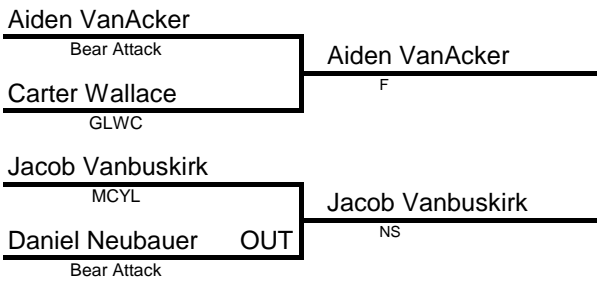 Aiden VanAcker
Bear Attack
Aiden VanAcker
F
Carter Wallace
GLWC
Jacob Vanbuskirk
MCYL
Jacob Vanbuskirk
NS
Daniel Neubauer OUT
Bear Attack